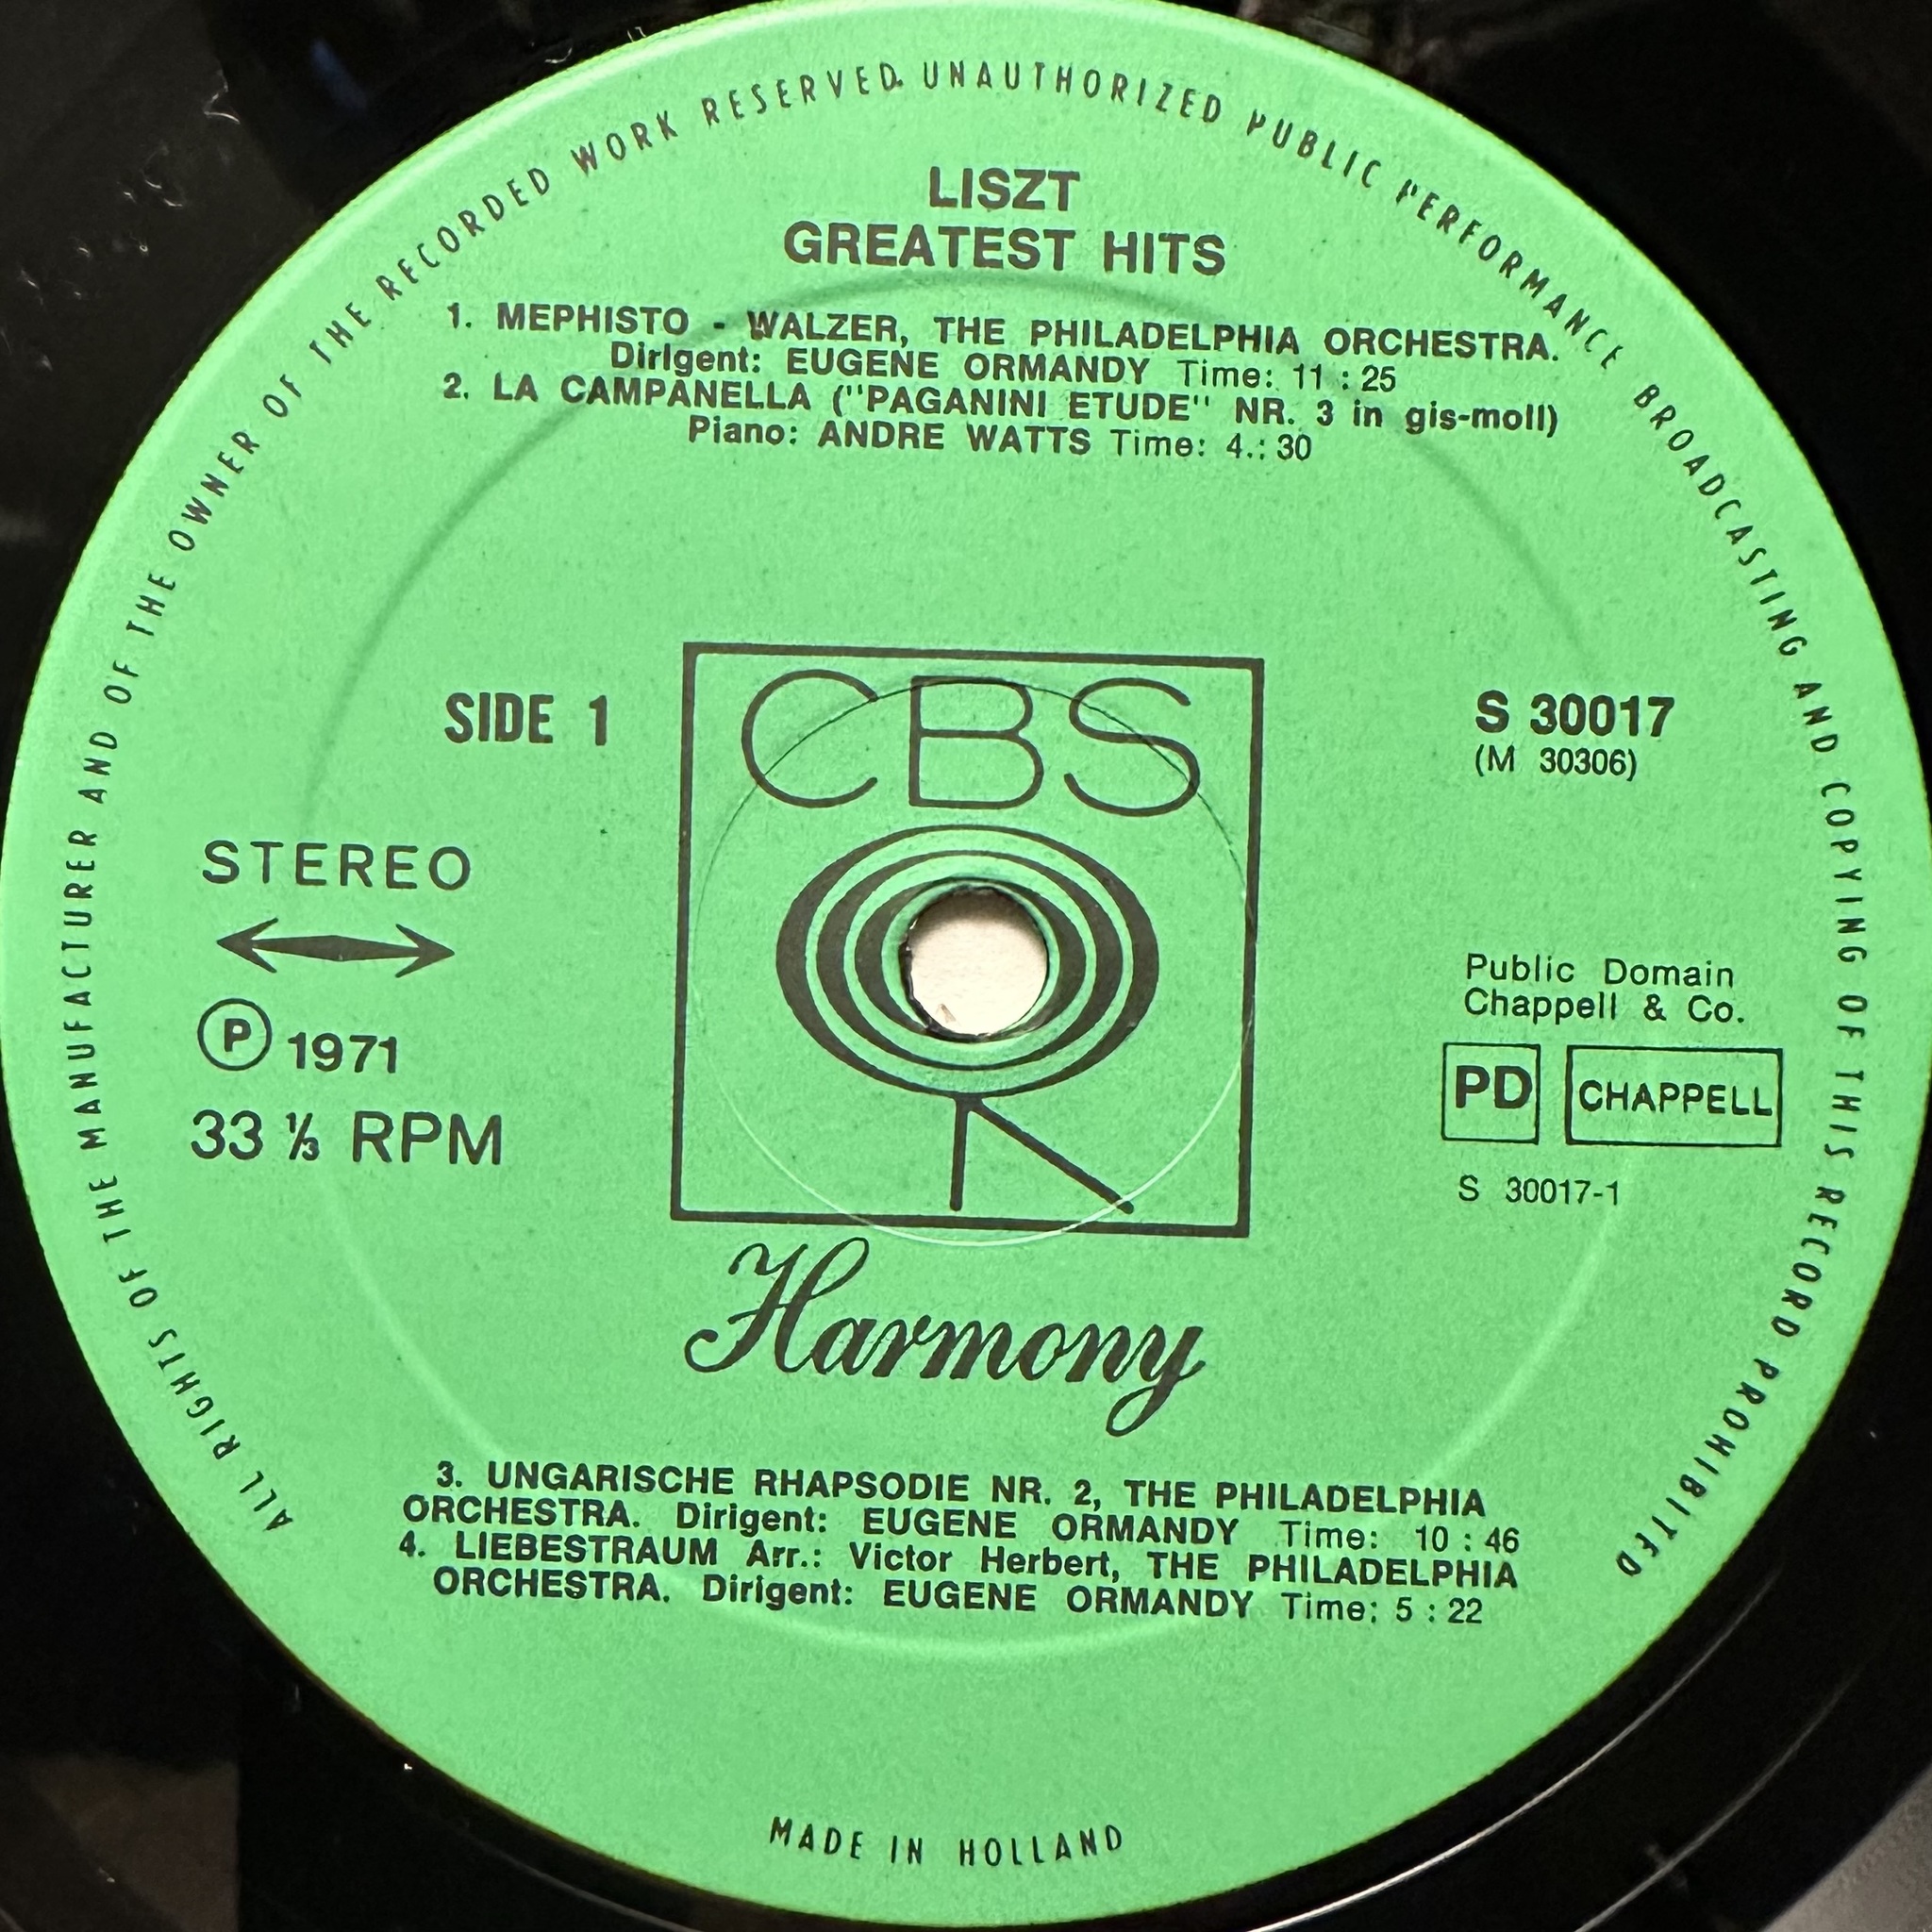 ALL RIGHTS OF THE MANUFACTURER AND OF THE OWNER OF THE RECORDED WORK RESERVED. UNAUTHORIZED PUBLIC PERFORMANCE BROADCASTING AND COPYING OF THIS RECORD PROHIBITED
LISZT
GREATEST HITS
1. MEPHISTO - WALZER, THE PHILADELPHIA ORCHESTRA.
Dirigent: EUGENE ORMANDY Time: 11 : 25
2. LA CAMPANELLA ("PAGANINI ETUDE" NR. 3 in gis-moll)
Piano: ANDRE WATTS Time: 4.: 30
CBS
SIDE 1
S 30017
(M 30306)
STEREO
Ⓟ 1971
33 ⅓ RPM
Public Domain
Chappell & Co.
PD CHAPPELL
S 30017-1
Harmony
3. UNGARISCHE RHAPSODIE NR. 2, THE PHILADELPHIA
ORCHESTRA. Dirigent: EUGENE ORMANDY Time: 10 : 46
4. LIEBESTRAUM Arr.: Victor Herbert, THE PHILADELPHIA
ORCHESTRA. Dirigent: EUGENE ORMANDY Time: 5 : 22
MADE IN HOLLAND